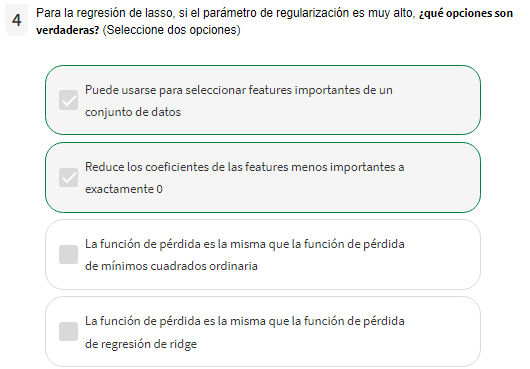 4
Para la regresión de lasso, si el parámetro de regularización es muy alto, ¿qué opciones son
verdaderas? (Seleccione dos opciones)
Puede usarse para seleccionar features importantes de un
conjunto de datos
Reduce los coeficientes de las features menos importantes a
exactamente 0
La función de pérdida es la misma que la función de pérdida
de mínimos cuadrados ordinaria
La función de pérdida es la misma que la función de pérdida
de regresión de ridge